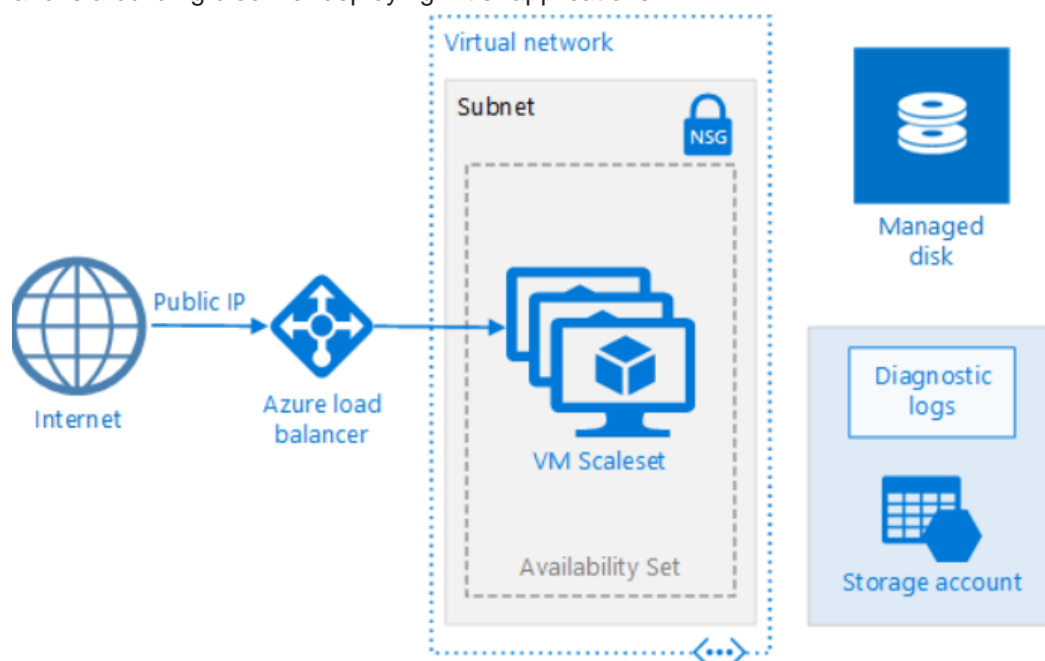 Virtual network
Subnet
NSG
Managed
disk
Public IP
Internet
Azure load
balancer
VM Scaleset
Availability Set
Diagnostic
logs
Storage account